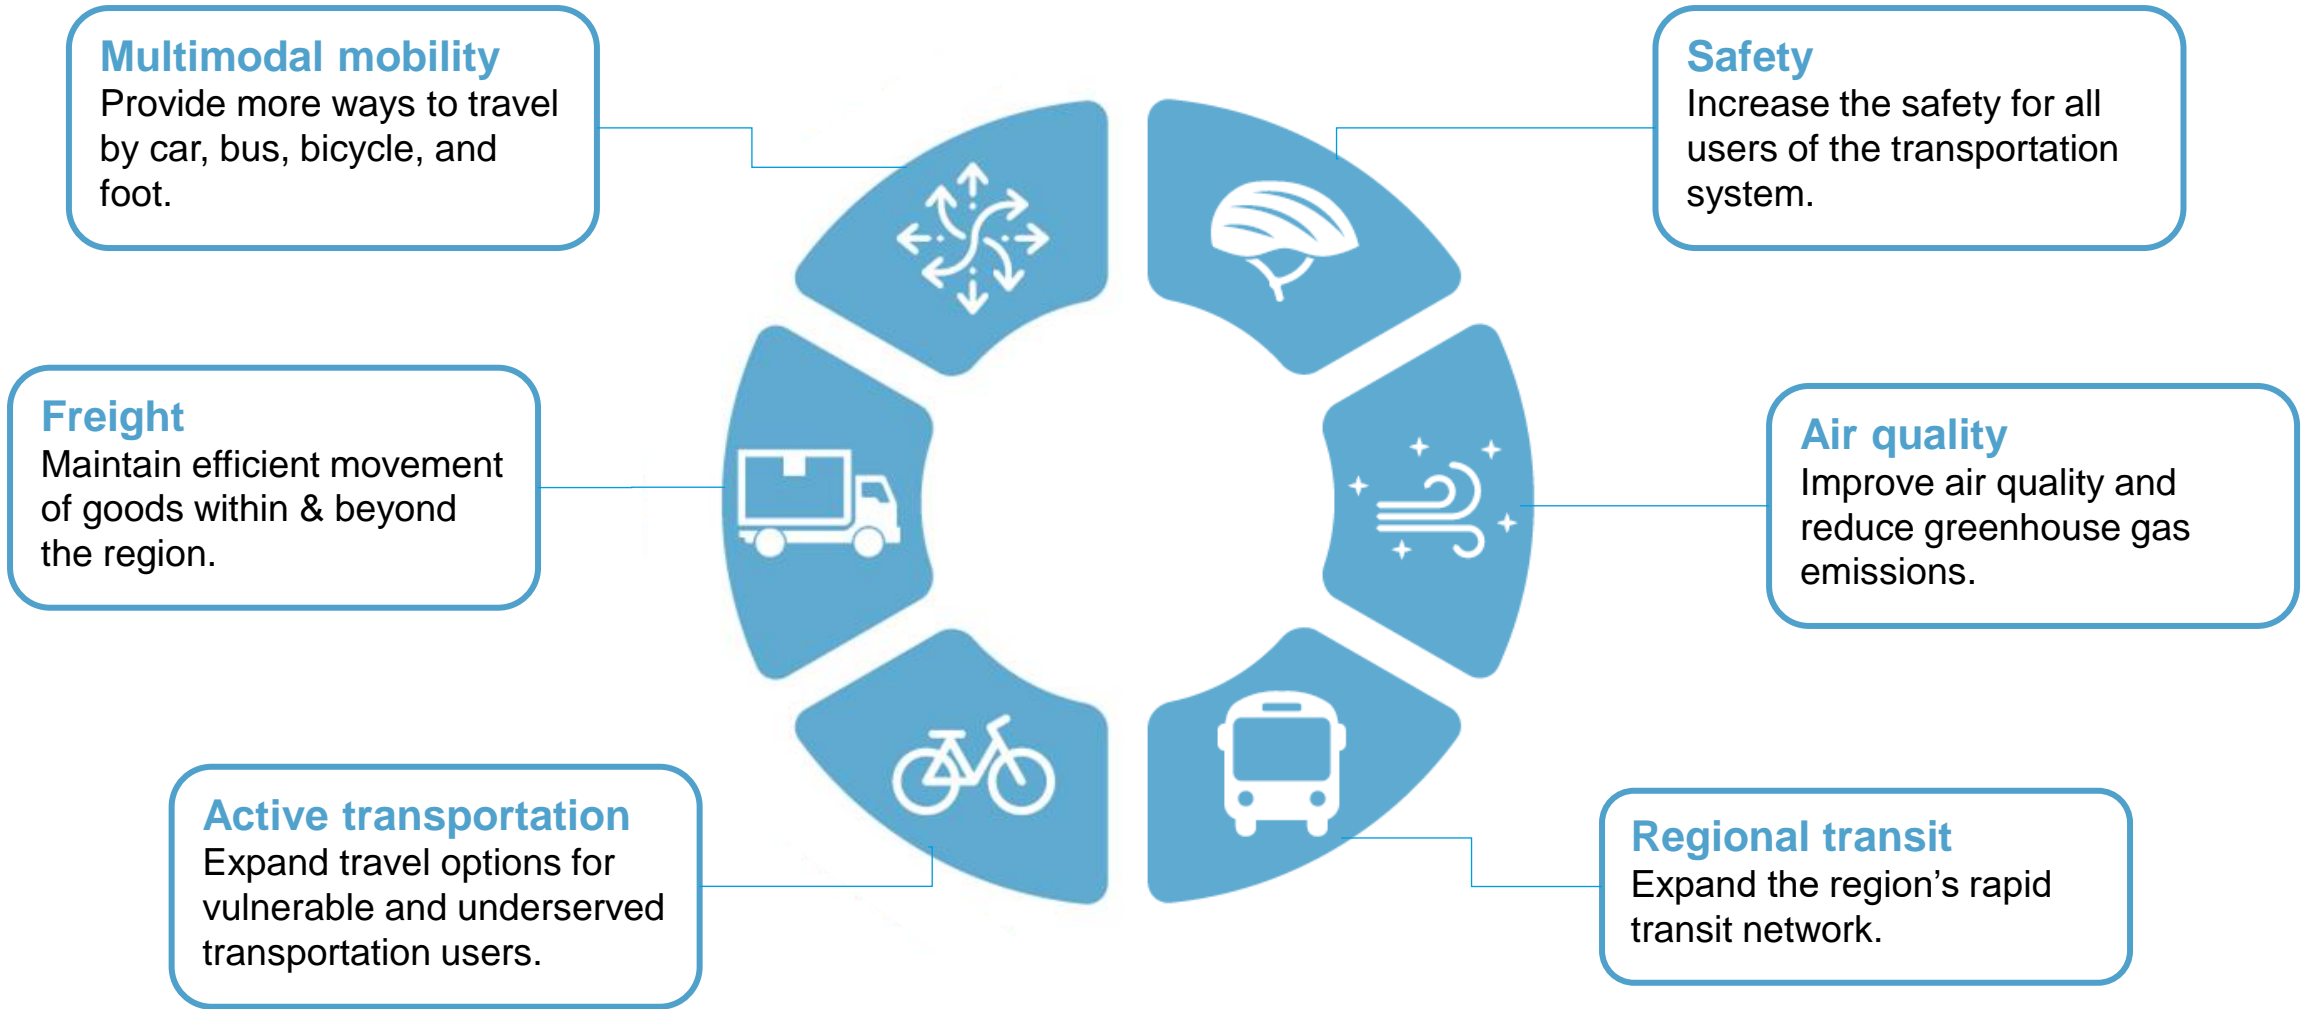 Multimodal mobility
Provide more ways to travel
by car, bus, bicycle, and
foot.
Safety
Increase the safety for all
users of the transportation
system.
Freight
Maintain efficient movement
of goods within & beyond
the region.
Air quality
Improve air quality and
reduce greenhouse gas
emissions.
Active transportation
Expand travel options for
vulnerable and underserved
transportation users.
Regional transit
Expand the region’s rapid
transit network.